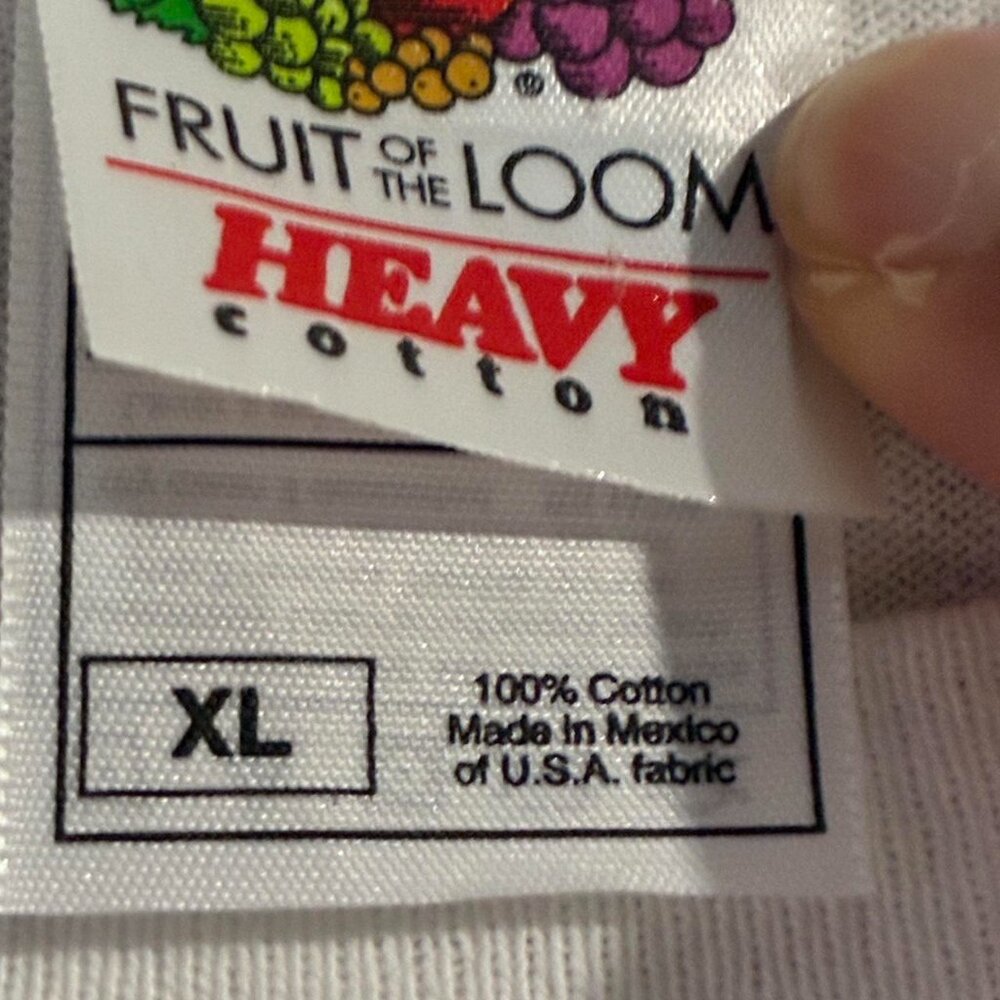 ®
FRUIT OF THE LOOM
HEAVY
cotton
XL
100% Cotton
Made In Mexico
of U.S.A. fabric